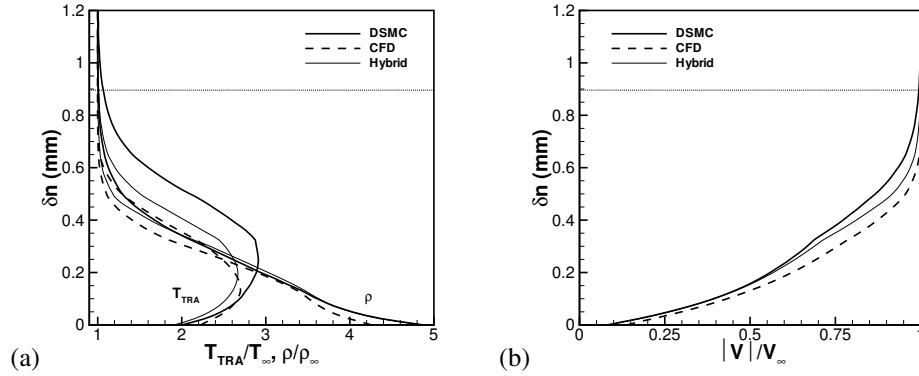 1.2
1
0.8
0.6
0.4
0.2
0
δn (mm)
DSMC
CFD
Hybrid
T_TRA
ρ
1 2 3 4 5
(a) T_TRA/T_∞, ρ/ρ_∞
1.2
1
0.8
0.6
0.4
0.2
0
δn (mm)
DSMC
CFD
Hybrid
0 0.25 0.5 0.75 1
(b) |V|/V_∞